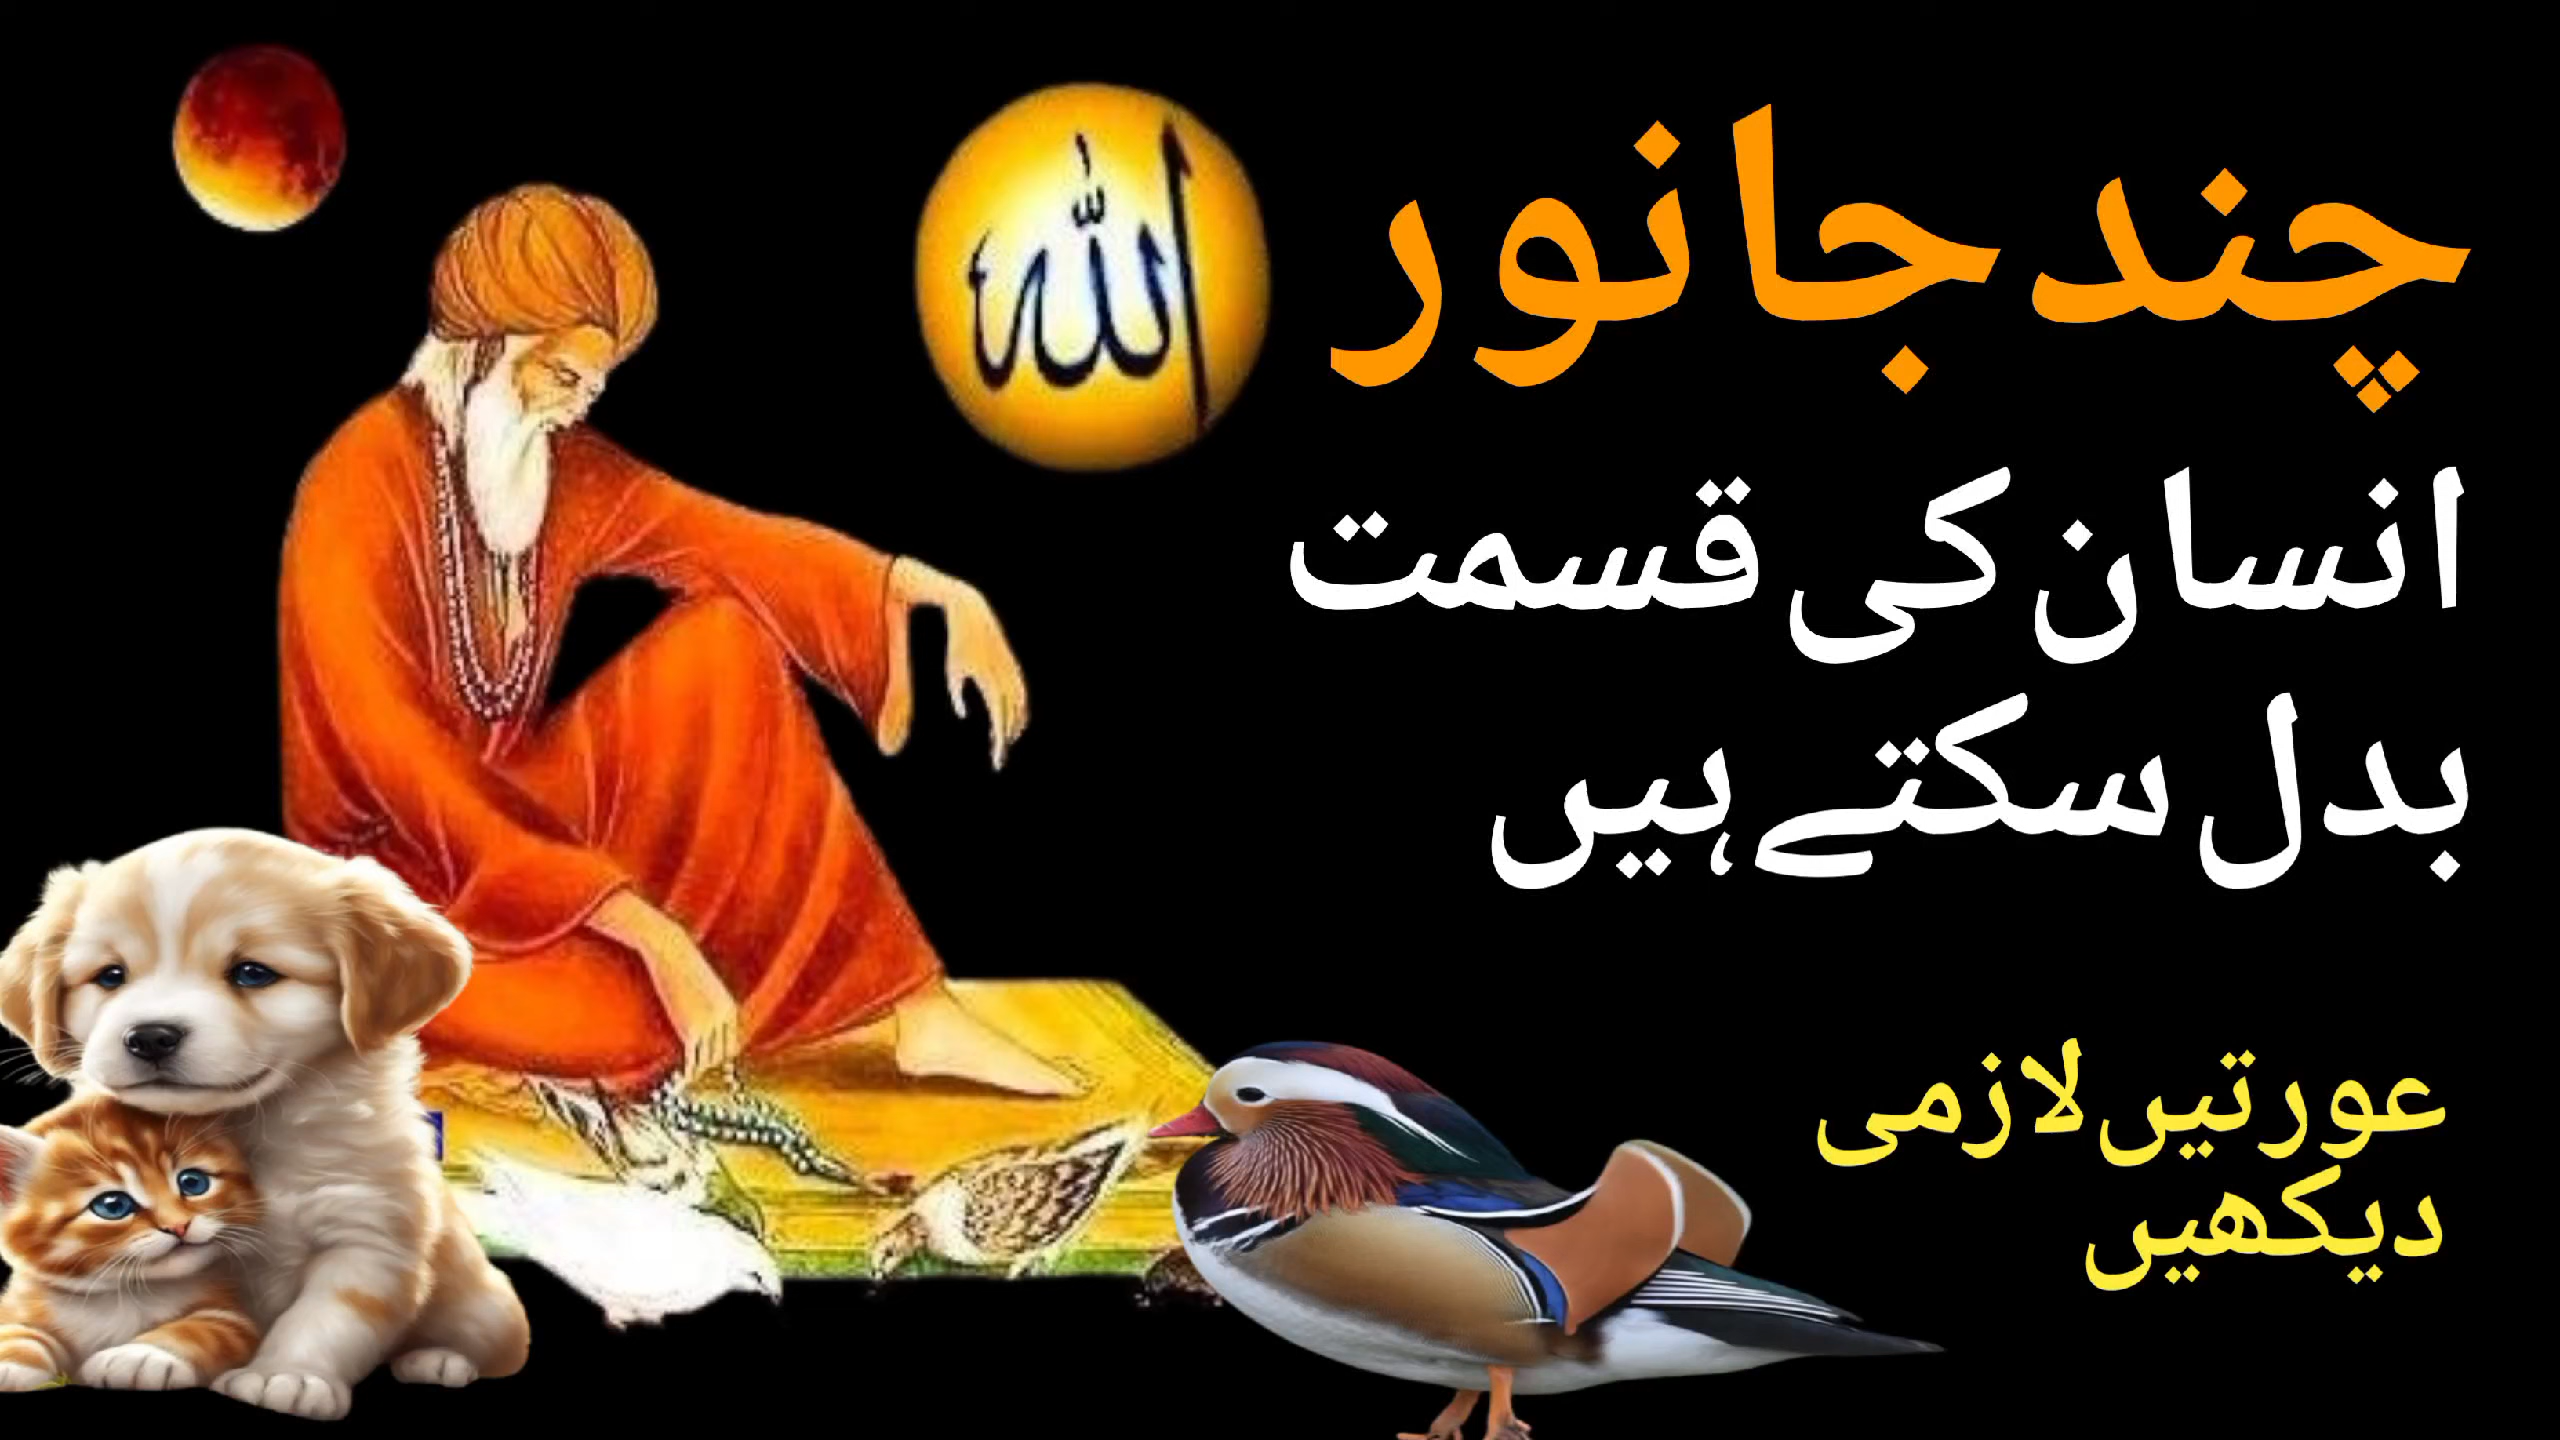 الله
چند جانور
انسان کی قسمت
بدل سکتے ہیں
عورتیں لازمی
دیکھیں